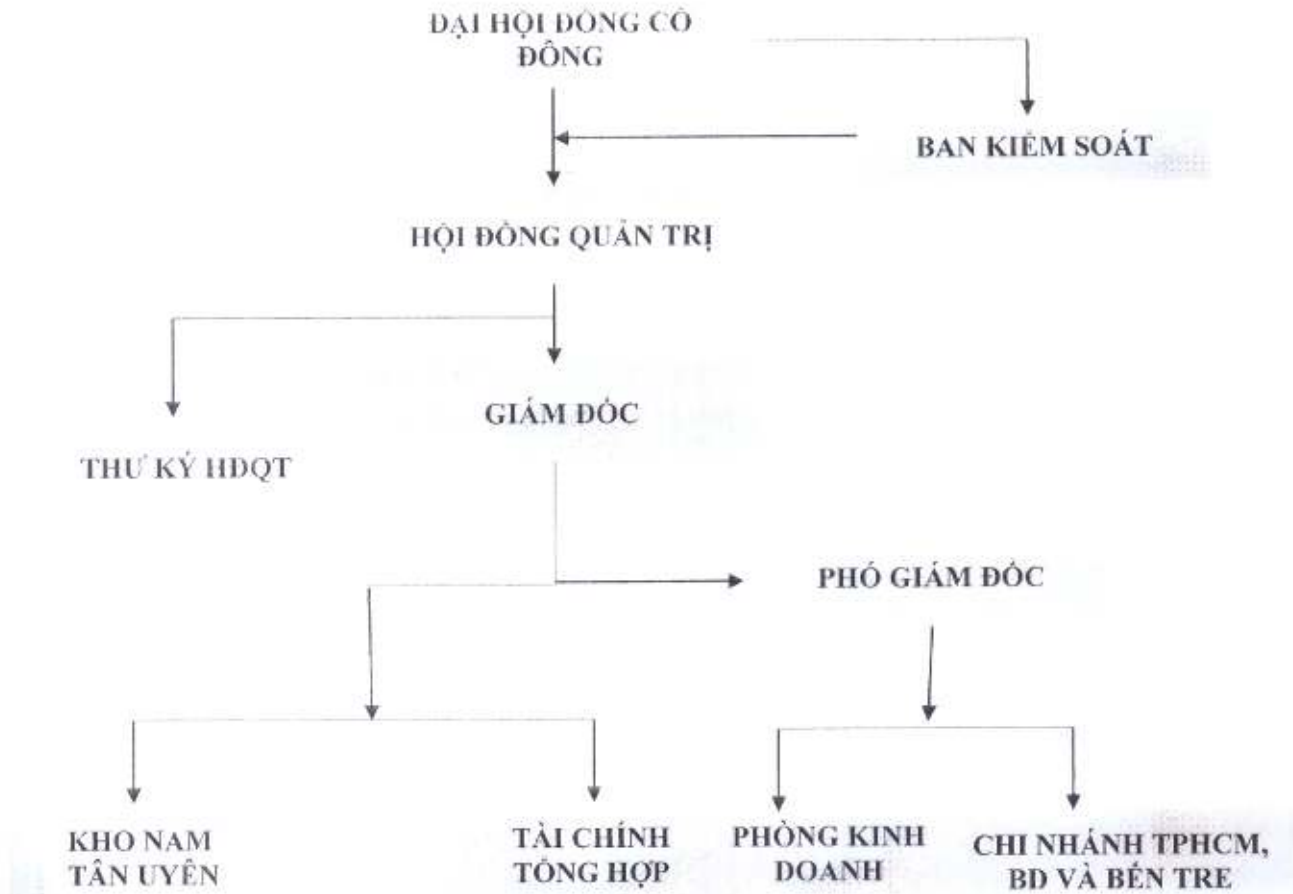 ĐẠI HỘI ĐỒNG CỔ
ĐÔNG
BAN KIỂM SOÁT
HỘI ĐỒNG QUẢN TRỊ
GIÁM ĐỐC
THƯ KÝ HĐQT
PHÓ GIÁM ĐỐC
KHO NAM
TÂN UYÊN
TÀI CHÍNH
TỔNG HỢP
PHÒNG KINH
DOANH
CHI NHÁNH TPHCM,
BD VÀ BẾN TRE